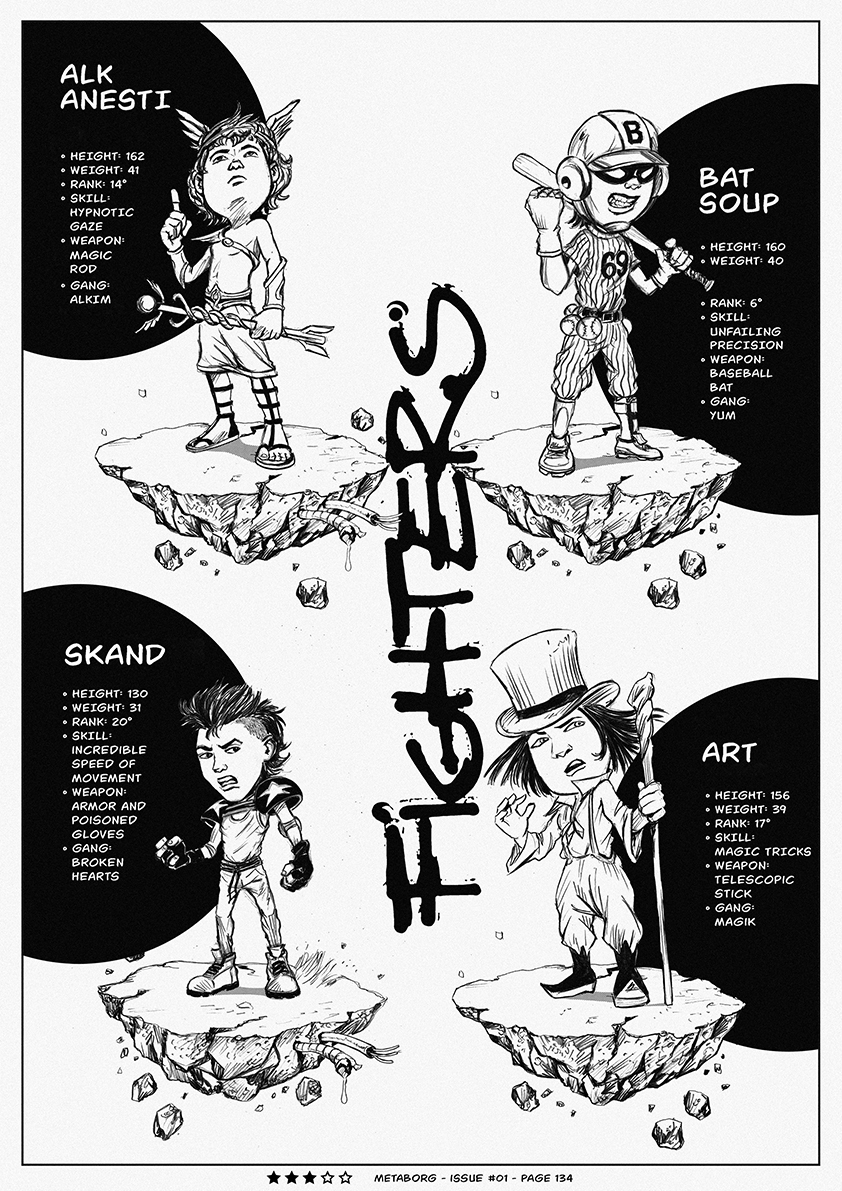 ALK
ANESTI
° HEIGHT: 162
° WEIGHT: 41
° RANK: 14°
° SKILL:
HYPNOTIC
GAZE
° WEAPON:
MAGIC
ROD
° GANG:
ALKIM
B
69
BAT
SOUP
° HEIGHT: 160
° WEIGHT: 40
° RANK: 6°
° SKILL:
UNFAILING
PRECISION
° WEAPON:
BASEBALL
BAT
° GANG:
YUM
FIGHTERS
SKAND
° HEIGHT: 130
° WEIGHT: 31
° RANK: 20°
° SKILL:
INCREDIBLE
SPEED OF
MOVEMENT
° WEAPON:
ARMOR AND
POISONED
GLOVES
° GANG:
BROKEN
HEARTS
ART
° HEIGHT: 156
° WEIGHT: 39
° RANK: 17°
° SKILL:
MAGIC TRICKS
° WEAPON:
TELESCOPIC
STICK
° GANG:
MAGIK
METABORG - ISSUE #01 - PAGE 134